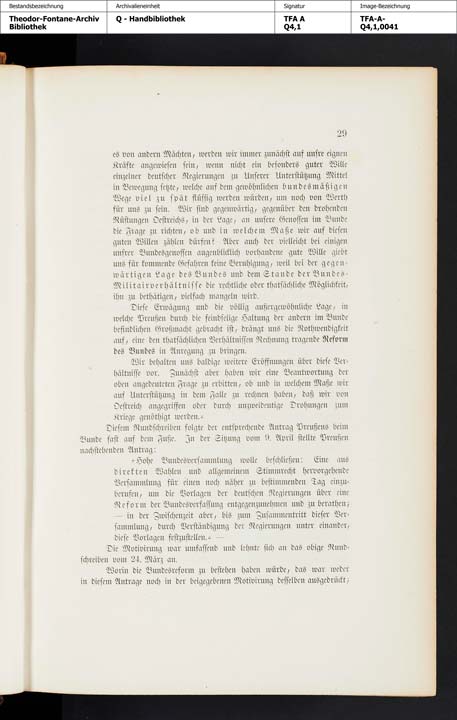 Bestandsbezeichnung
Archivalieneinheit
Signatur
Image-Bezeichnung
Theodor-Fontane-Archiv
Bibliothek
Q - Handbibliothek
TFA A
Q4,1
TFA-A-
Q4,1,0041
29
es von andern Mächten, werden wir immer zunächst auf unsre eignen
Kräfte angewiesen sein, wenn nicht ein besonders guter Wille
einzelner deutscher Regierungen zu Unserer Unterstützung Mittel
in Bewegung setzte, welche auf dem gewöhnlichen bundesmäßigen
Wege viel zu spät flüssig werden würden, um noch von Werth
für uns zu sein. Wir sind gegenwärtig, gegenüber den drohenden
Rüstungen Oestreichs, in der Lage, an unsere Genossen im Bunde
die Frage zu richten, ob und in welchem Maße wir auf diesen
guten Willen zählen dürfen? Aber auch der vielleicht bei einigen
unsrer Bundesgenossen augenblicklich vorhandene gute Wille giebt
uns für kommende Gefahren keine Beruhigung, weil bei der gegen-
wärtigen Lage des Bundes und dem Stande der Bundes-
Militairverhältnisse die rechtliche oder thatsächliche Möglichkeit,
ihn zu bethätigen, vielfach mangeln wird.
Diese Erwägung und die völlig außergewöhnliche Lage, in
welche Preußen durch die feindselige Haltung der andern im Bunde
befindlichen Großmacht gebracht ist, drängt uns die Nothwendigkeit
auf, eine den thatsächlichen Verhältnissen Rechnung tragende Reform
des Bundes in Anregung zu bringen.
Wir behalten uns baldige weitere Eröffnungen über diese Ver-
hältnisse vor. Zunächst aber haben wir eine Beantwortung der
oben angedeuteten Frage zu erbitten, ob und in welchem Maße wir
auf Unterstützung in dem Falle zu rechnen haben, daß wir von
Oestreich angegriffen oder durch unzweideutige Drohungen zum
Kriege genöthigt werden.«
Diesem Rundschreiben folgte der entsprechende Antrag Preußens beim
Bunde fast auf dem Fuße. In der Sitzung vom 9. April stellte Preußen
nachstehenden Antrag:
»Hohe Bundesversammlung wolle beschließen: Eine aus
direkten Wahlen und allgemeinem Stimmrecht hervorgehende
Versammlung für einen noch näher zu bestimmenden Tag einzu-
berufen, um die Vorlagen der deutschen Regierungen über eine
Reform der Bundesverfassung entgegenzunehmen und zu berathen;
— in der Zwischenzeit aber, bis zum Zusammentritt dieser Ver-
sammlung, durch Verständigung der Regierungen unter einander,
diese Vorlagen festzustellen.« —
Die Motivirung war umfassend und lehnte sich an das obige Rund-
schreiben vom 24. März an.
Worin die Bundesreform zu bestehen haben würde, das war weder
in diesem Antrage noch in der beigegebenen Motivirung desselben ausgedrückt;